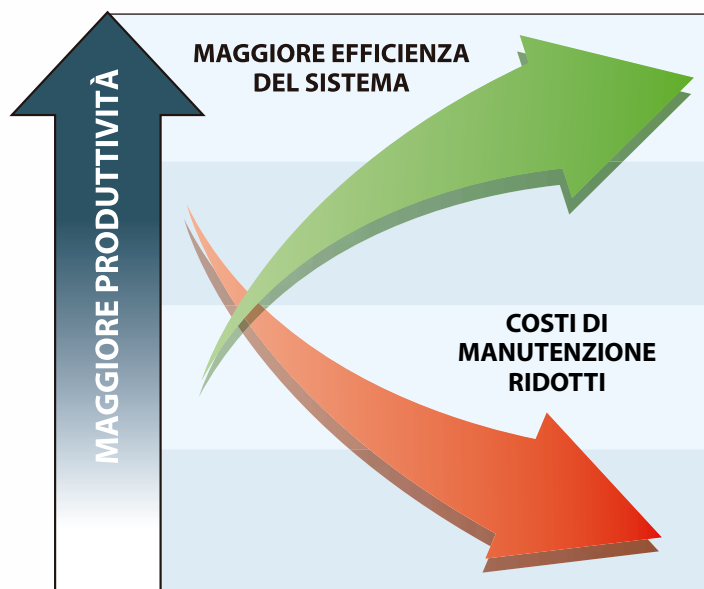 MAGGIORE PRODUTTIVITÀ
MAGGIORE EFFICIENZA
DEL SISTEMA
COSTI DI
MANUTENZIONE
RIDOTTI